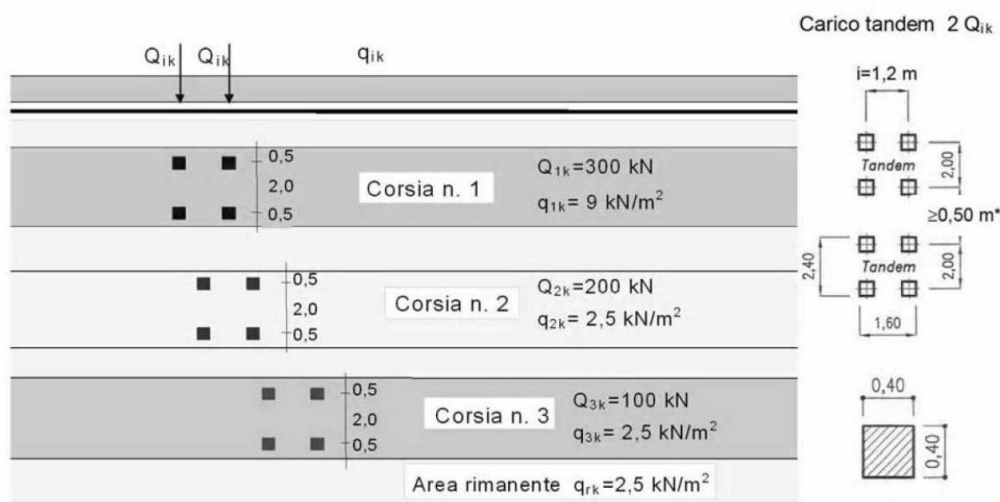 Carico tandem 2 Qik
Qik Qik qik
i=1,2 m
0,5
2,0
0,5
Corsia n. 1
Q1k=300 kN
q1k= 9 kN/m²
Tandem
2,00
≥0,50 m*
0,5
2,0
0,5
Corsia n. 2
Q2k=200 kN
q2k= 2,5 kN/m²
2,40
Tandem
2,00
1,60
0,5
2,0
0,5
Corsia n. 3
Q3k=100 kN
q3k= 2,5 kN/m²
0,40
0,40
Area rimanente qrk=2,5 kN/m²